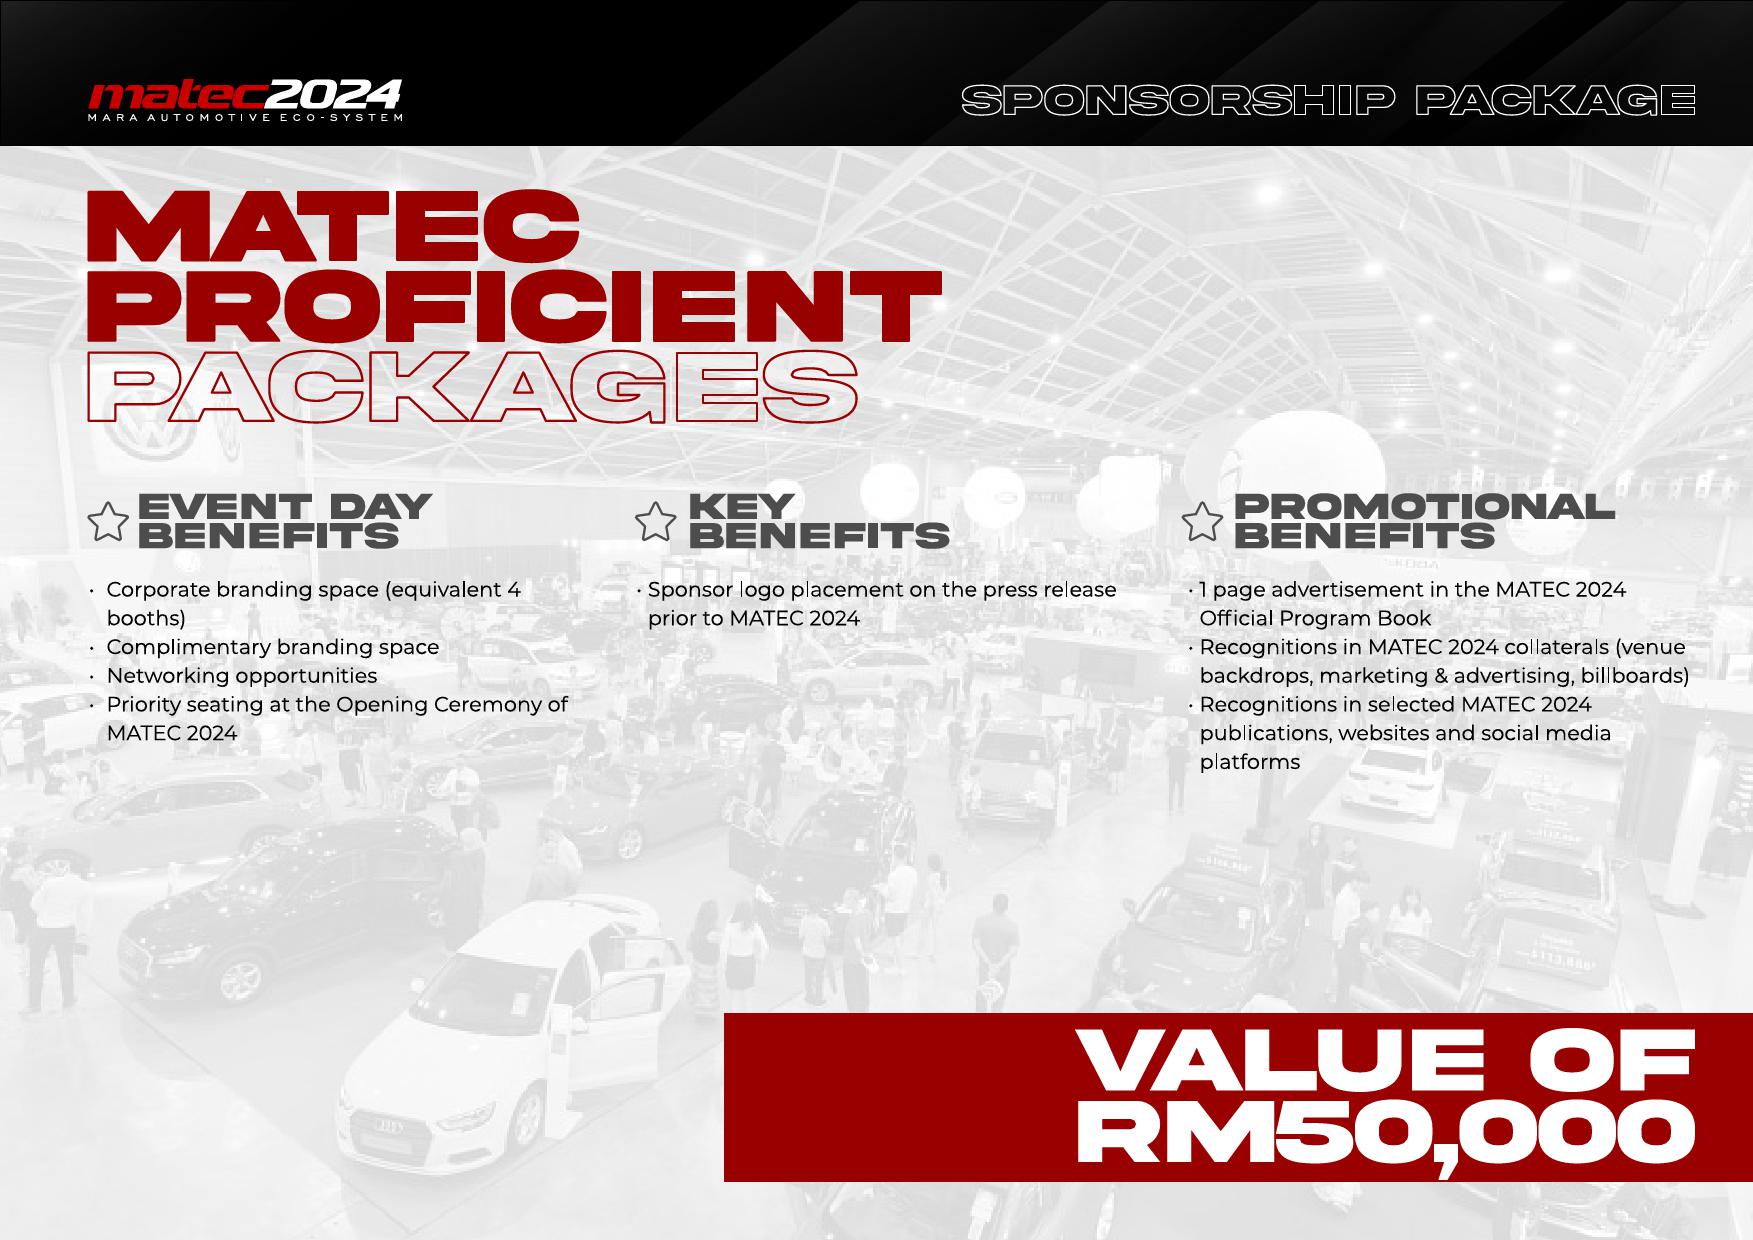 matec2024
MARA AUTOMOTIVE ECO-SYSTEM
SPONSORSHIP PACKAGE
MATEC
PROFICIENT
PACKAGES
EVENT DAY
BENEFITS
• Corporate branding space (equivalent 4
booths)
• Complimentary branding space
• Networking opportunities
• Priority seating at the Opening Ceremony of
MATEC 2024
KEY
BENEFITS
• Sponsor logo placement on the press release
prior to MATEC 2024
PROMOTIONAL
BENEFITS
• 1 page advertisement in the MATEC 2024
Official Program Book
• Recognitions in MATEC 2024 collaterals (venue
backdrops, marketing & advertising, billboards)
• Recognitions in selected MATEC 2024
publications, websites and social media
platforms
SKODA
VALUE OF
RM50,000